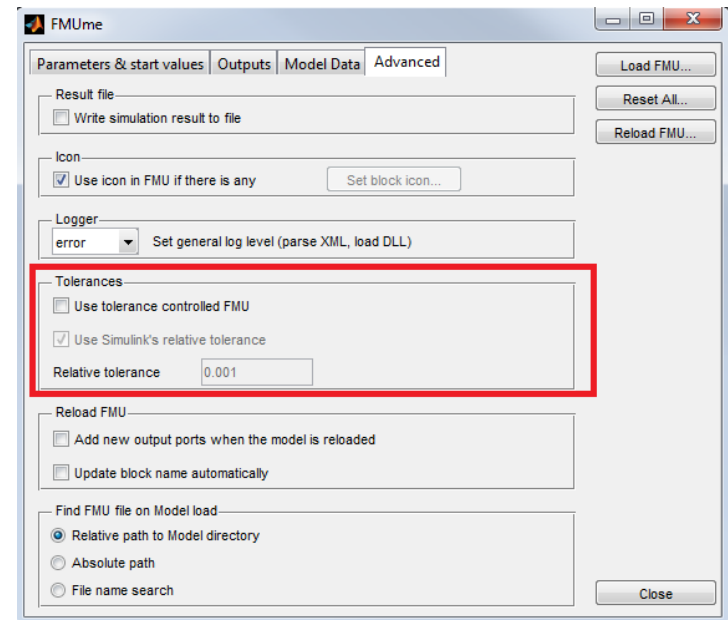 FMUme
Parameters & start values Outputs Model Data Advanced
Load FMU...
Result file
Reset All...
Write simulation result to file
Reload FMU...
Icon
Use icon in FMU if there is any Set block icon...
Logger
error Set general log level (parse XML, load DLL)
Tolerances
Use tolerance controlled FMU
Use Simulink's relative tolerance
Relative tolerance 0.001
Reload FMU
Add new output ports when the model is reloaded
Update block name automatically
Find FMU file on Model load
Relative path to Model directory
Absolute path
File name search
Close